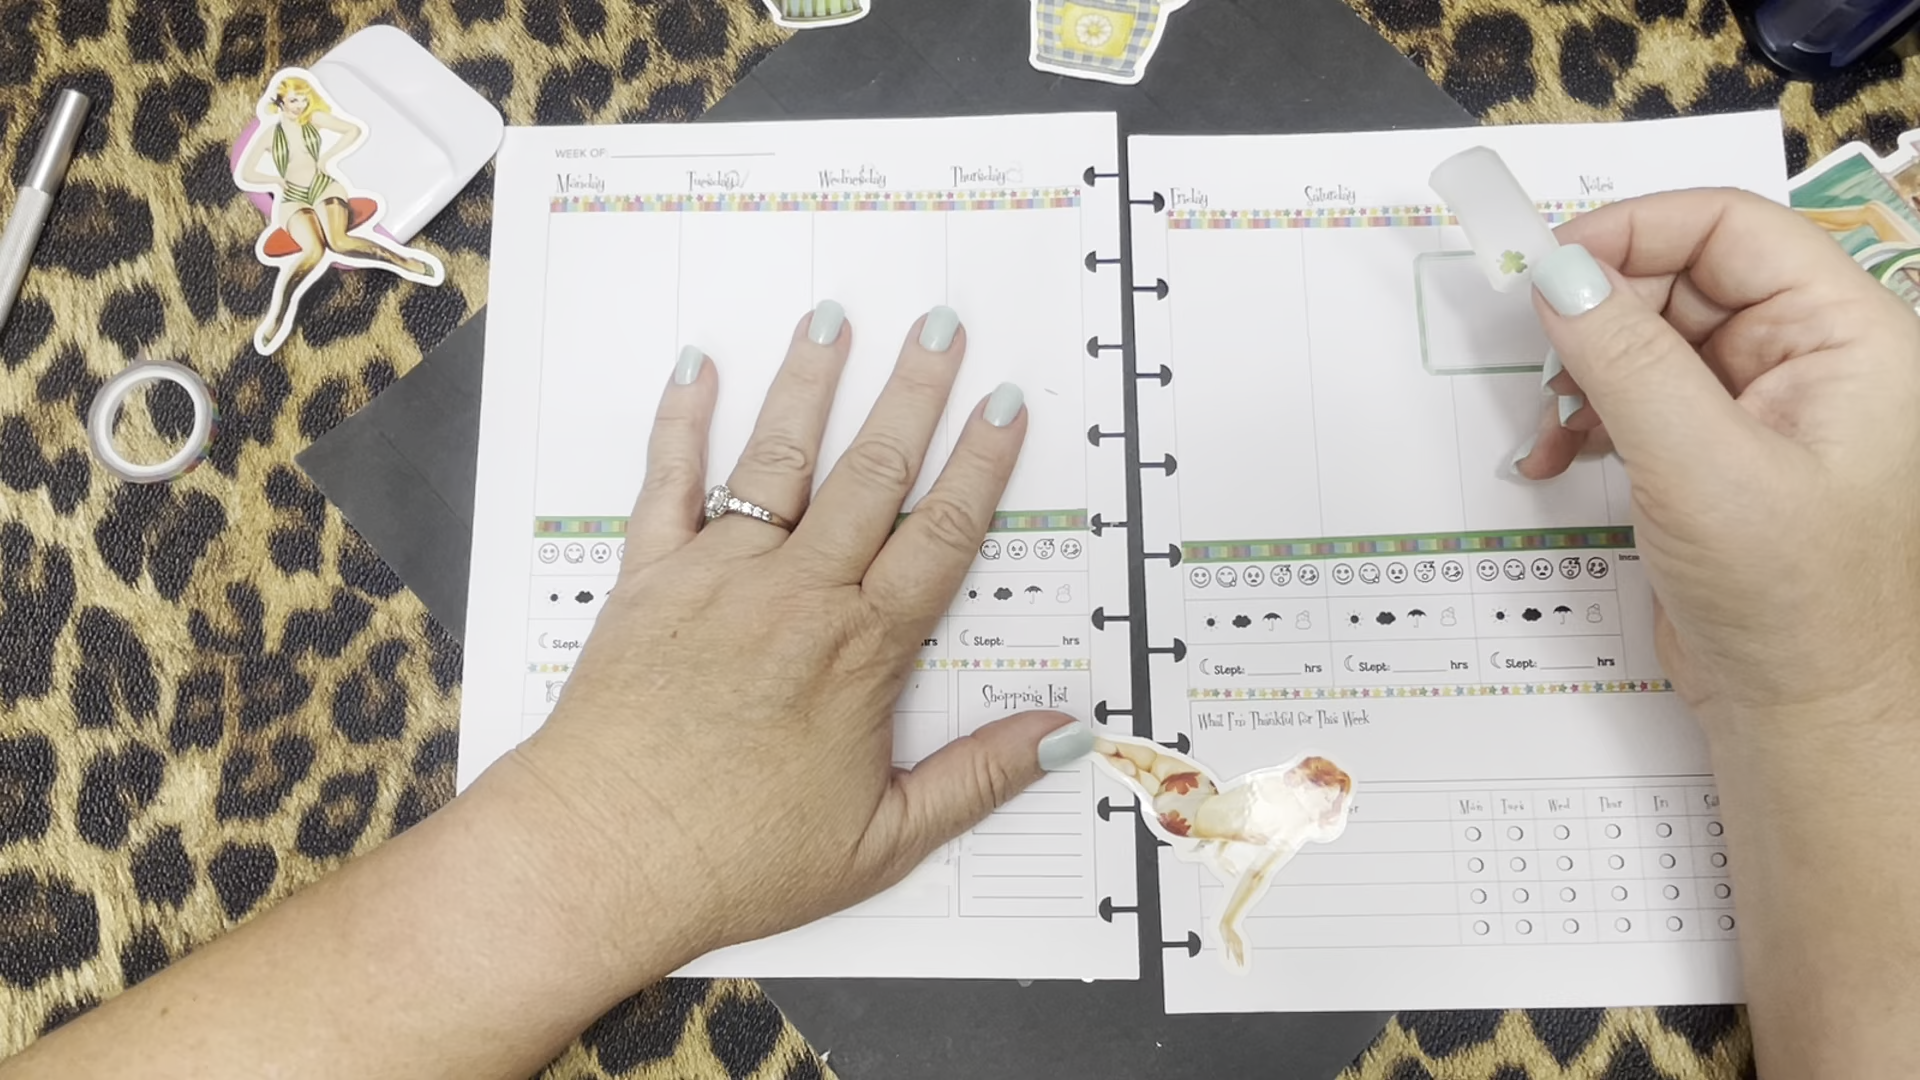 WEEK OF:
Monday Tuesday Wednesday Thursday
Slept:
hrs
Slept: hrs
Shopping List
Friday Saturday Notes
Slept: hrs Slept: hrs Slept: hrs
What I'm Thankful for This Week
Mon Tues Wed Thur Fri